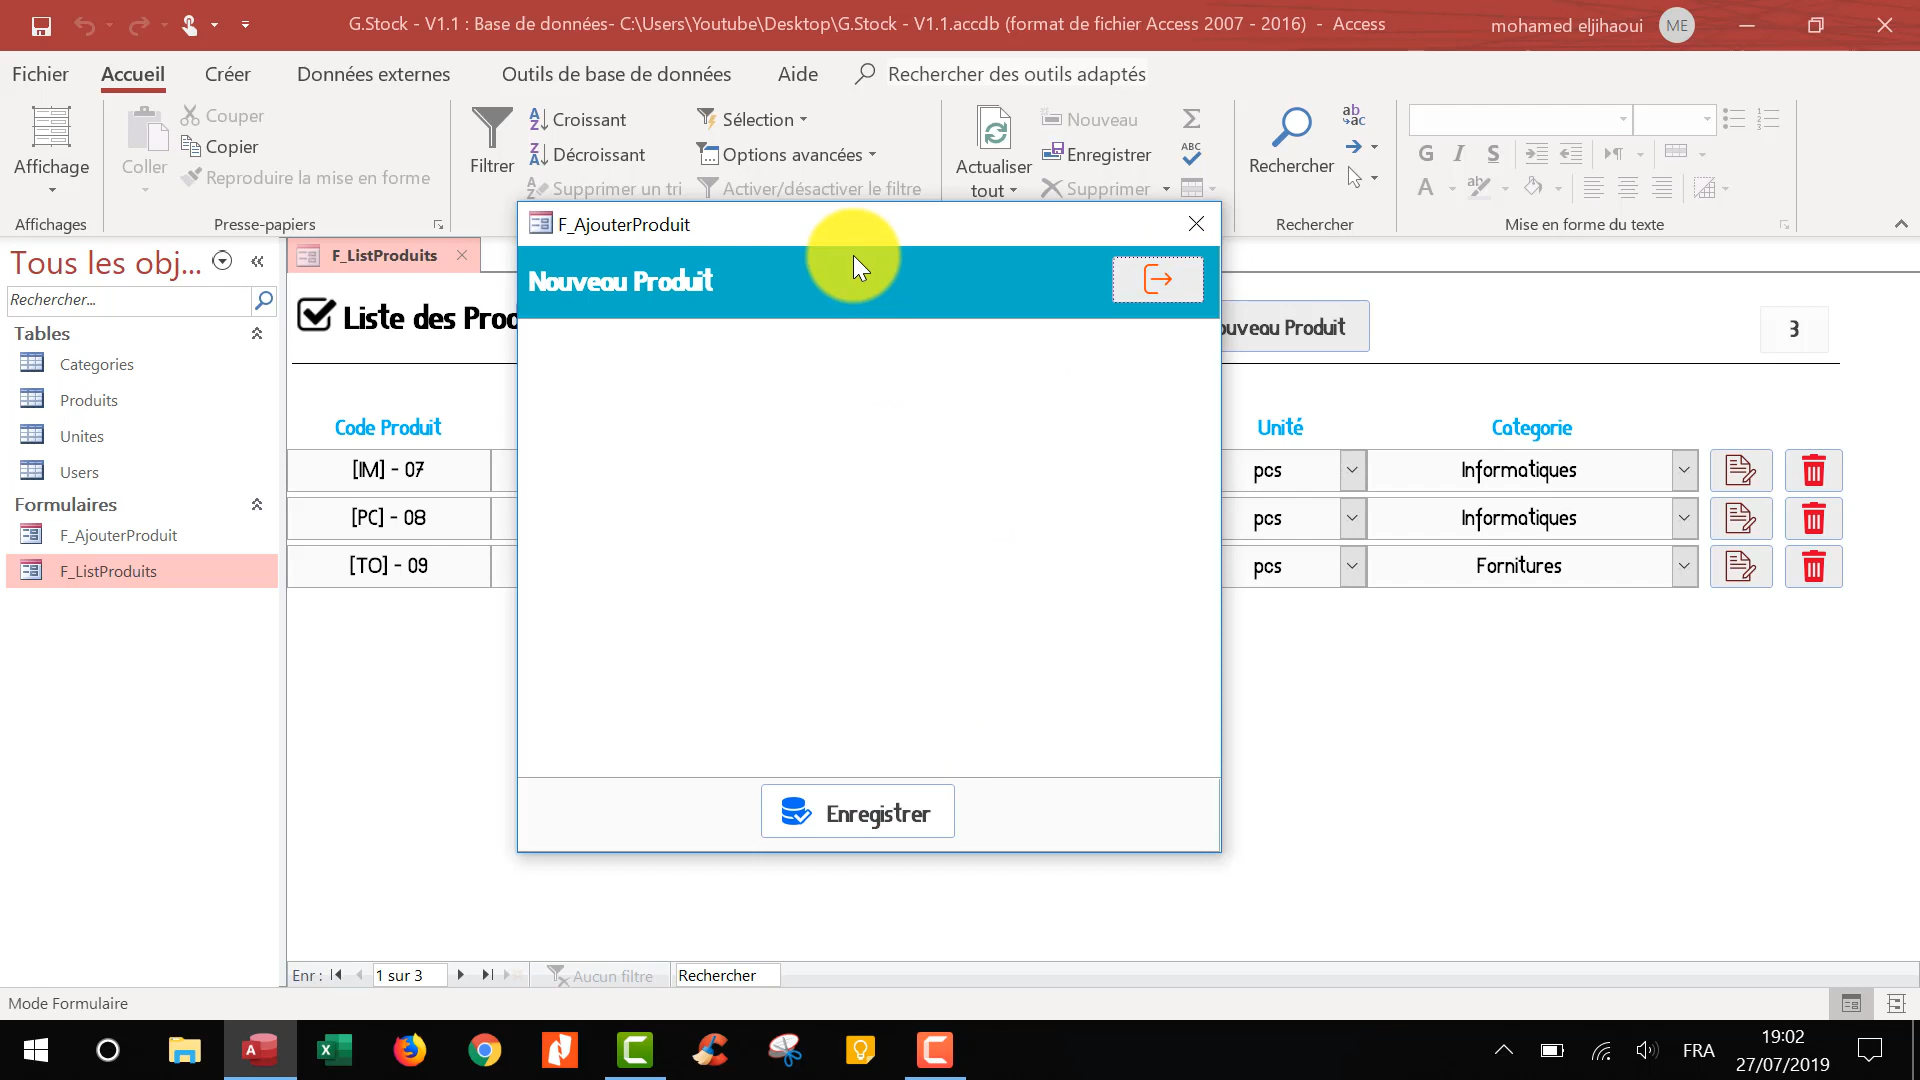 G.Stock - V1.1 : Base de données- C:\Users\Youtube\Desktop\G.Stock - V1.1.accdb (format de fichier Access 2007 - 2016) - Access
mohamed eljihaoui ME
Fichier Accueil Créer Données externes Outils de base de données Aide Rechercher des outils adaptés
Affichage
Affichages
Coller
Couper
Copier
Reproduire la mise en forme
Presse-papiers
Filtrer
Croissant
Décroissant
Supprimer un tri
Sélection
Options avancées
Activer/désactiver le filtre
Actualiser
tout
Nouveau
Enregistrer
Supprimer
Rechercher
Rechercher
G I S
Mise en forme du texte
Tous les obj...
Rechercher...
Tables
Categories
Produits
Unites
Users
Formulaires
F_AjouterProduit
F_ListProduits
F_ListProduits
Liste des Prod
ouveau Produit
3
Code Produit Unité Categorie
[IM] - 07 pcs Informatiques
[PC] - 08 pcs Informatiques
[TO] - 09 pcs Fornitures
F_AjouterProduit
Nouveau Produit
Enregistrer
Enr : 1 sur 3 Aucun filtre Rechercher
Mode Formulaire
FRA
19:02
27/07/2019